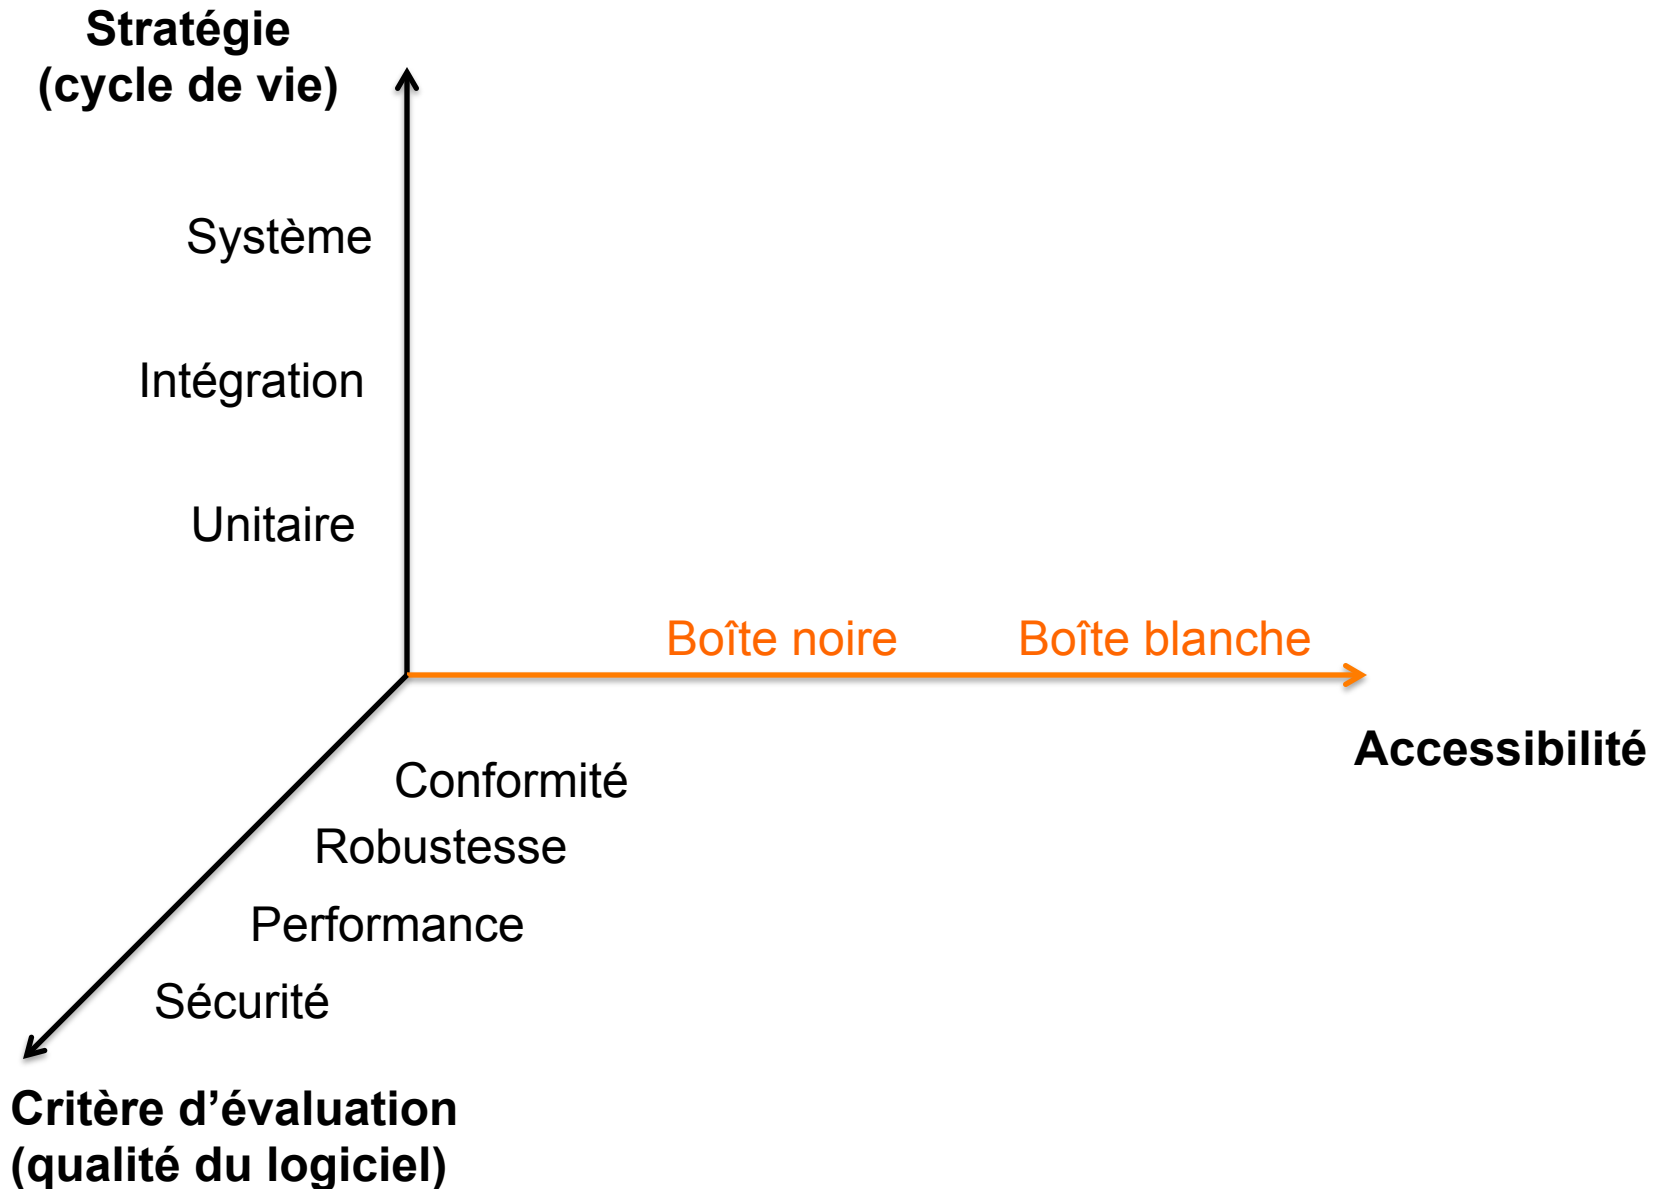 Stratégie
(cycle de vie)
Système
Intégration
Unitaire
Boîte noire
Boîte blanche
Accessibilité
Conformité
Robustesse
Performance
Sécurité
Critère d’évaluation
(qualité du logiciel)